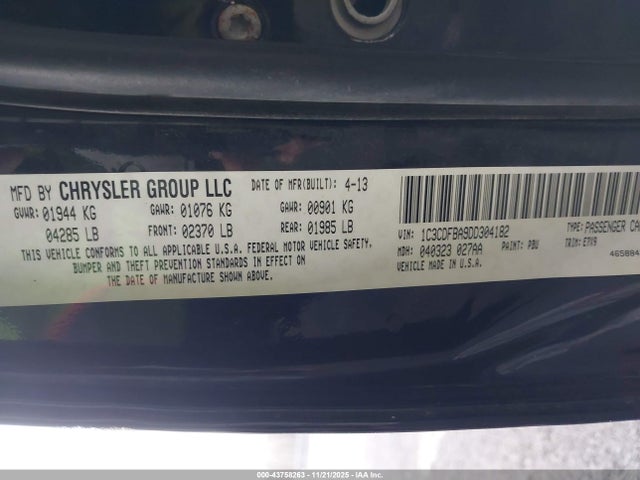 MFD BY CHRYSLER GROUP LLC DATE OF MFR(BUILT): 4-13
GVWR: 01944 KG GAWR: 01076 KG GAWR: 00901 KG
04285 LB FRONT: 02370 LB REAR: 01985 LB
THIS VEHICLE CONFORMS TO ALL APPLICABLE U.S.A. FEDERAL MOTOR VEHICLE SAFETY,
BUMPER AND THEFT PREVENTION STANDARDS IN EFFECT ON
THE DATE OF MANUFACTURE SHOWN ABOVE.
VIN: 1C3CDFBA9DD304182 TYPE: PASSENGER CAR
MDH: 040323 027AA PAINT: PBU TRIM: E7X9
VEHICLE MADE IN U.S.A. 465884
000-43758263 - 11/21/2025 - IAA Inc.